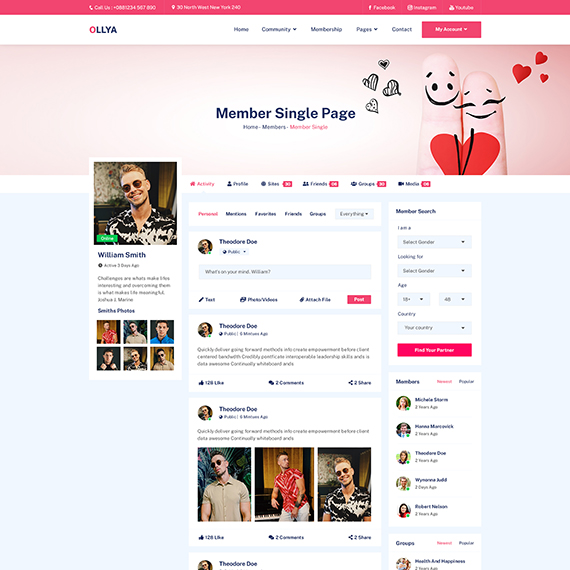 Call Us : +0881234 567 890
30 North West New York 240
Facebook
Instagram
Youtube
OLLYA
Home
Community
Membership
Pages
Contact
My Account
Member Single Page
Home - Members - Member Single
Online
William Smith
Active 3 Days Ago
Challenges are whats make lifes
interesting and overcoming them
is what makes life meaningful.
Joshua J. Marine
Smitha Photos
Activity
Profile
Sites 30
Friends 06
Groups 30
Media 06
Personal
Mentions
Favorites
Friends
Groups
Everything
Theodore Doe
Public
What's on your mind. William?
Text
Photo/Videos
Attach File
Post
Theodore Doe
Public | 6 Mintues Ago
Quickly deliver going forward methods info create empowerment before client
centered bandwith Credibly pontificate interoperable leadership skills ands is
data awesome Continually whiteboard ands
128 Like
2 Comments
2 Share
Theodore Doe
Public | 6 Mintues Ago
Quickly deliver going forward methods info create empowerment before client
data awesome Continually whiteboard ands
128 Like
2 Comments
2 Share
Theodore Doe
Member Search
I am a
Select Gender
Looking for
Select Gender
Age
18+
48
Country
Your country
Find Your Partner
Members
Newest
Popular
Michele Storm
2 Years Ago
Hanna Marcovick
2 Years Ago
Theodore Doe
2 Years Ago
Wynonna Judd
2 Days Ago
Robert Nelson
2 Years Ago
Groups
Newest
Popular
Health And Happiness
2 Years Ago